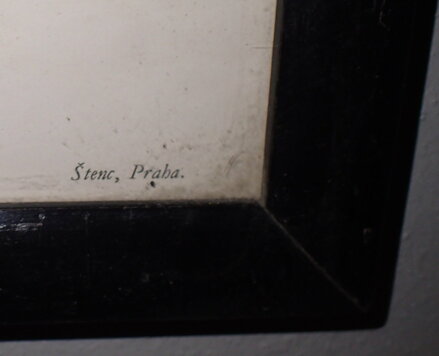 Štenc, Praha.